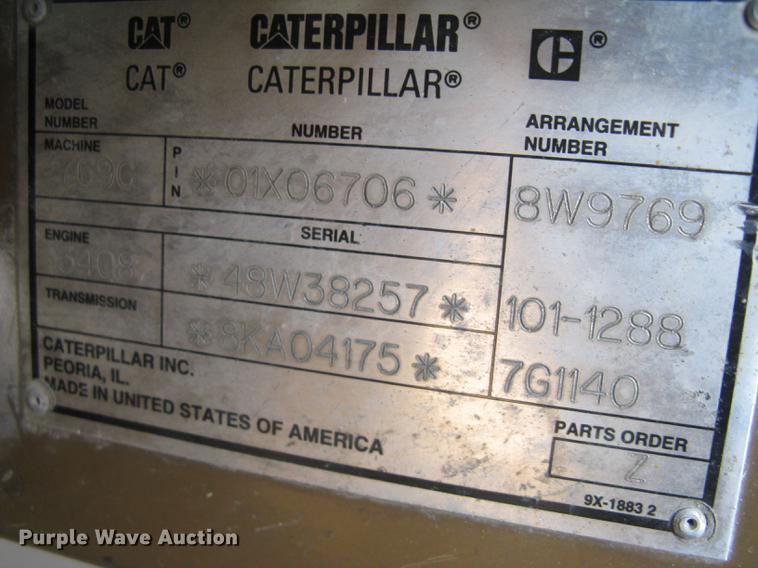 CAT® CATERPILLAR® C®
CAT® CATERPILLAR®
MODEL NUMBER NUMBER ARRANGEMENT NUMBER
MACHINE 769C PIN *01X06706* 8W9769
SERIAL
ENGINE 3408 *48W38257* 101-1288
TRANSMISSION *8KA04175* 7G1140
CATERPILLAR INC.
PEORIA, IL.
MADE IN UNITED STATES OF AMERICA
PARTS ORDER
Z
9X-1883 2
Purple Wave Auction